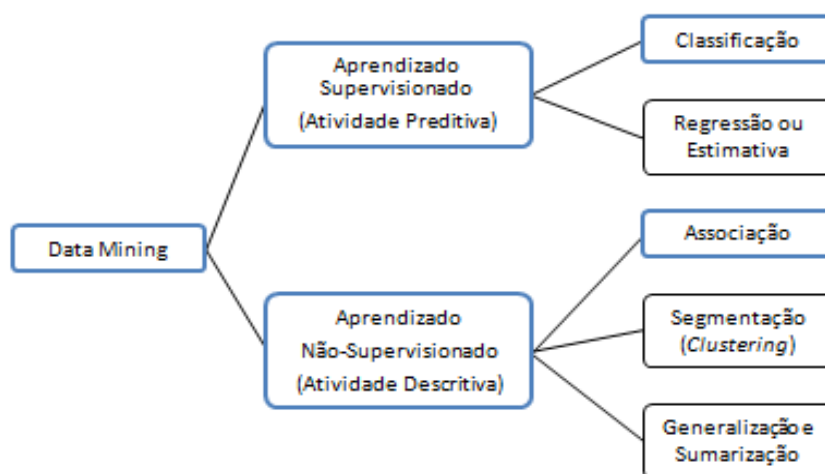 Data Mining
Aprendizado
Supervisionado
(Atividade Preditiva)
Classificação
Regressão ou
Estimativa
Aprendizado
Não-Supervisionado
(Atividade Descritiva)
Associação
Segmentação
(Clustering)
Generalização e
Sumarização